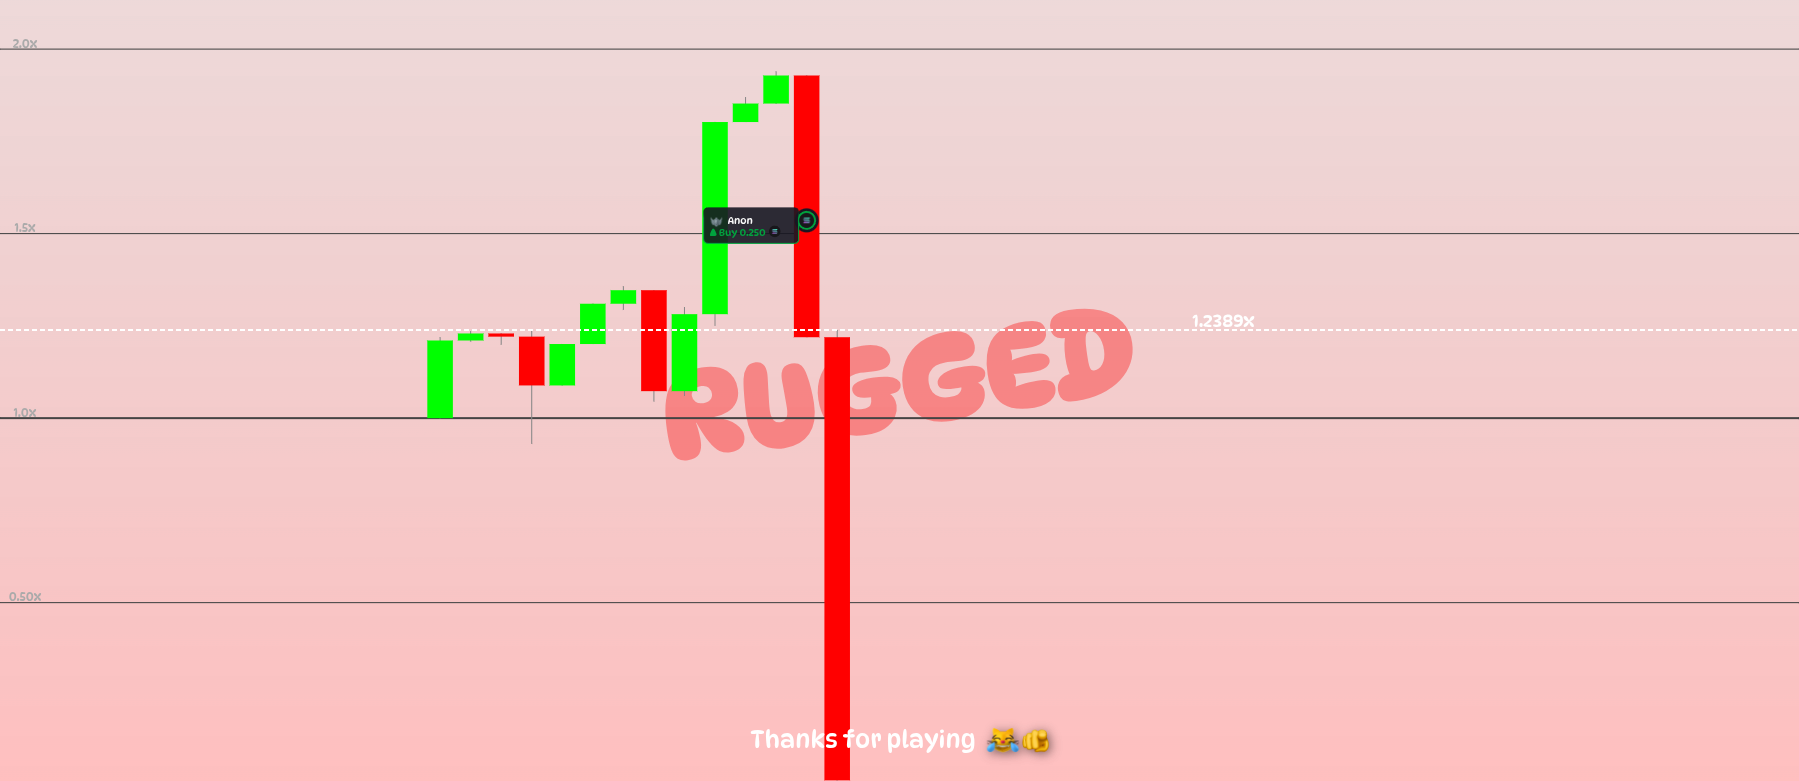 2.0x
1.5x
Anon
Buy 0.250
1.2389x
RUGGED
1.0x
0.50x
Thanks for playing 😹🫵